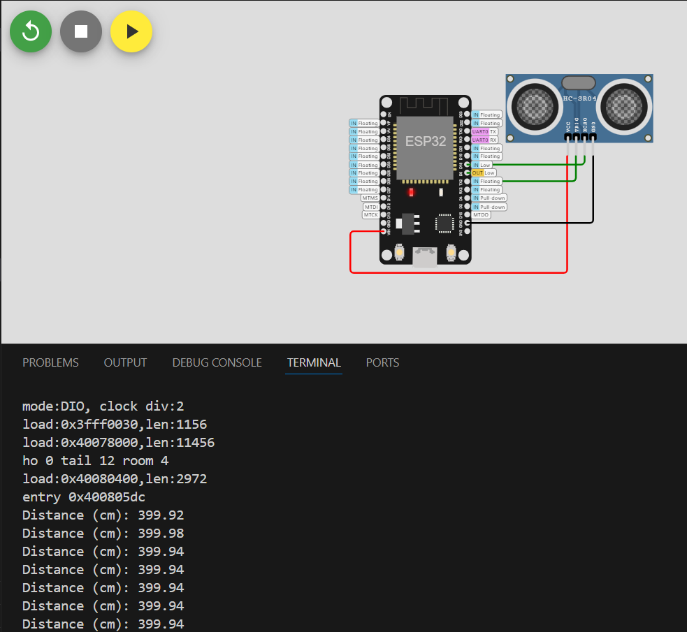 HC-SR04
VCC
TRIG
ECHO
GND
ESP32
IN Floating
IN Floating
IN Floating
IN Floating
IN Floating
IN Floating
IN Floating
IN Floating
IN Floating
MTMS
MTDI
MTCK
IN Floating
IN Floating
UART0 TX
UART0 RX
IN Floating
IN Floating
IN Low
OUT Low
IN Floating
IN Floating
IN Pull-down
IN Pull-down
MTDO
PROBLEMS OUTPUT DEBUG CONSOLE TERMINAL PORTS
mode:DIO, clock div:2
load:0x3fff0030,len:1156
load:0x40078000,len:11456
ho 0 tail 12 room 4
load:0x40080400,len:2972
entry 0x400805dc
Distance (cm): 399.92
Distance (cm): 399.98
Distance (cm): 399.94
Distance (cm): 399.94
Distance (cm): 399.94
Distance (cm): 399.94
Distance (cm): 399.94